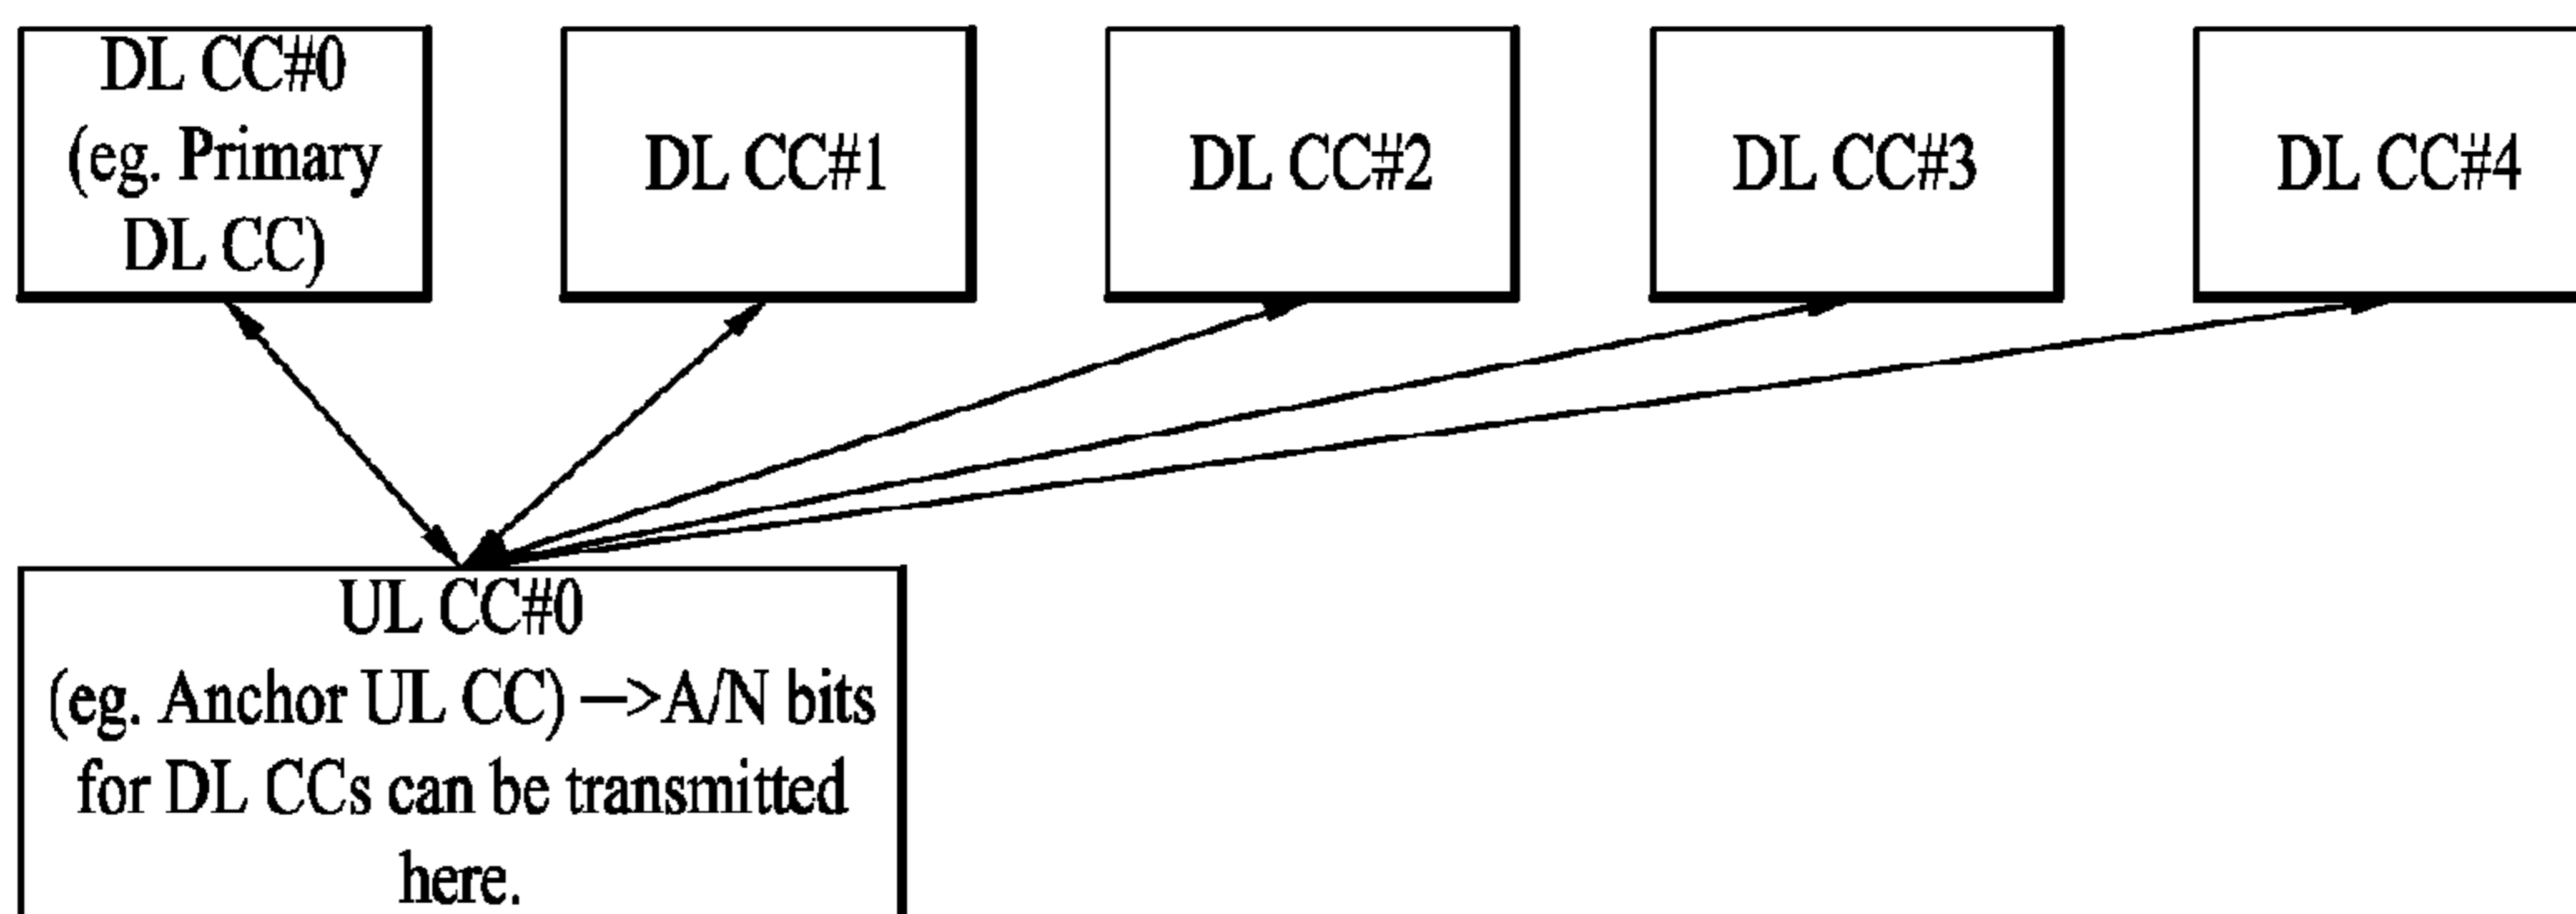 DL CC#0
(eg. Primary
DL CC)
DL CC#1
DL CC#2
DL CC#3
DL CC#4
UL CC#0
(eg. Anchor UL CC) —>A/N bits
for DL CCs can be transmitted
here.